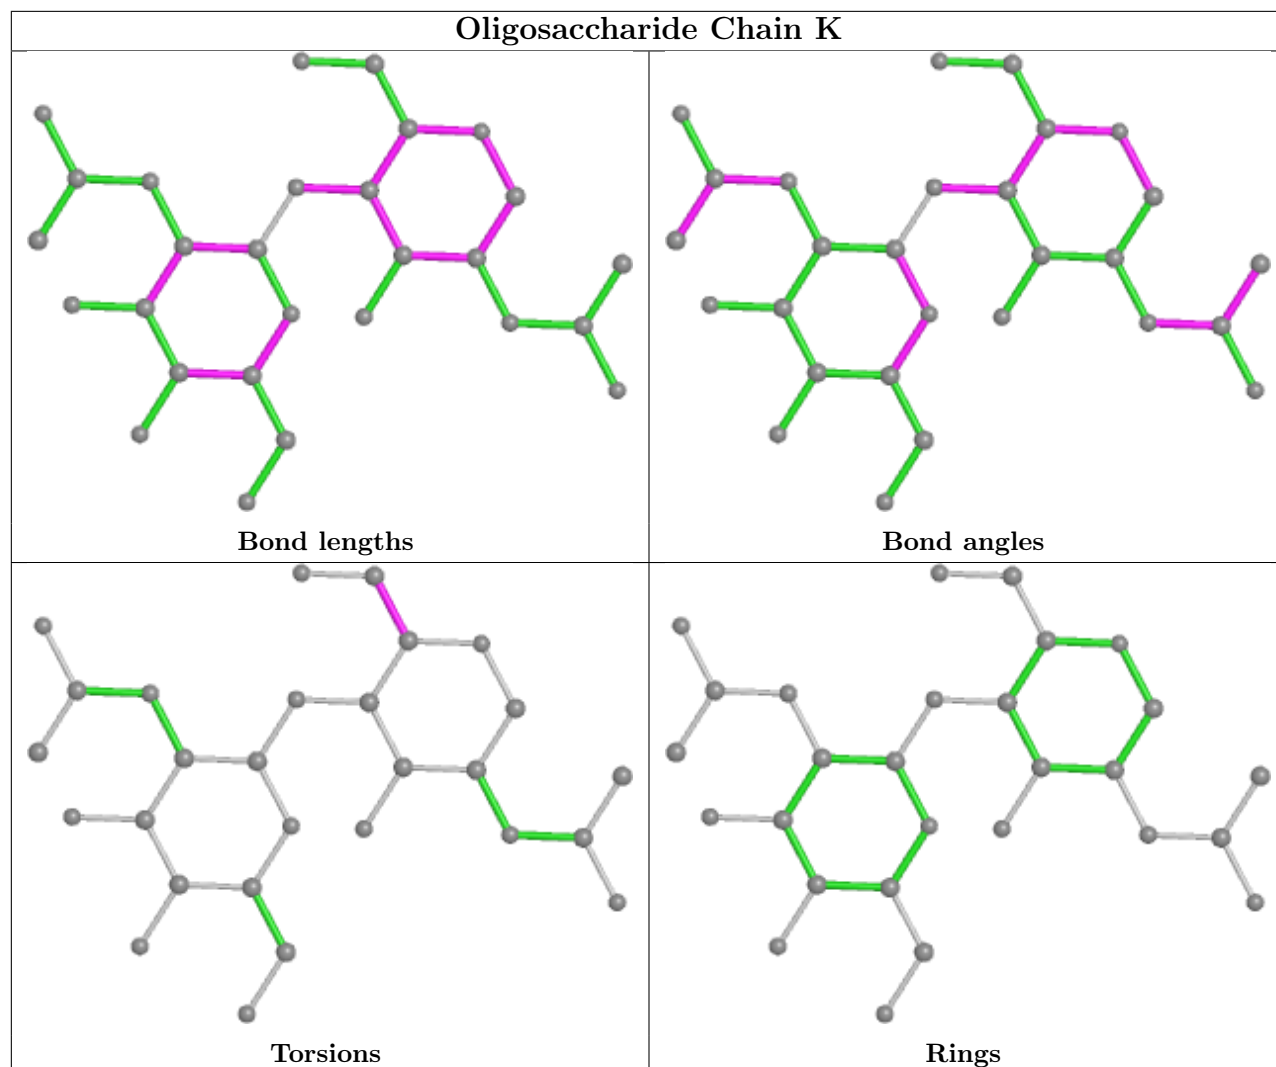 Oligosaccharide Chain K
Bond lengths
Bond angles
Torsions
Rings